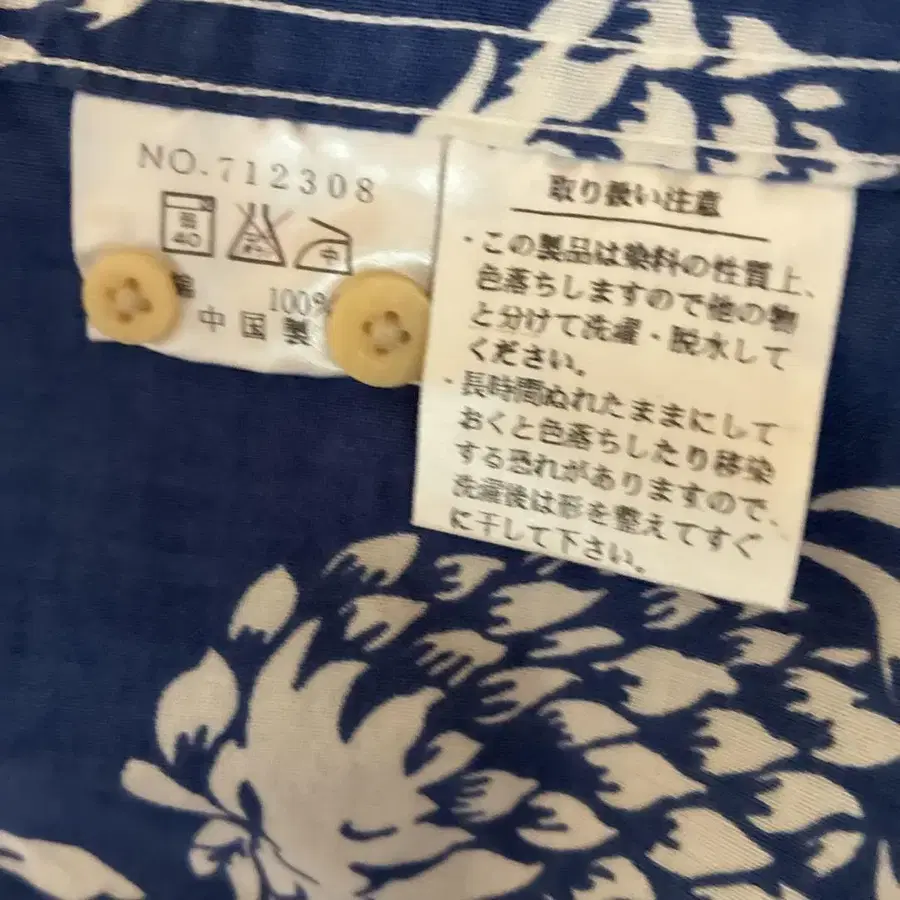 NO.712308
40
中
綿 100%
中国製
取り扱い注意
・この製品は染料の性質上、
色落ちしますので他の物
と分けて洗濯・脱水して
ください。
・長時間ぬれたままにして
おくと色落ちしたり移染
する恐れがありますので、
洗濯後は形を整えてすぐ
に干して下さい。